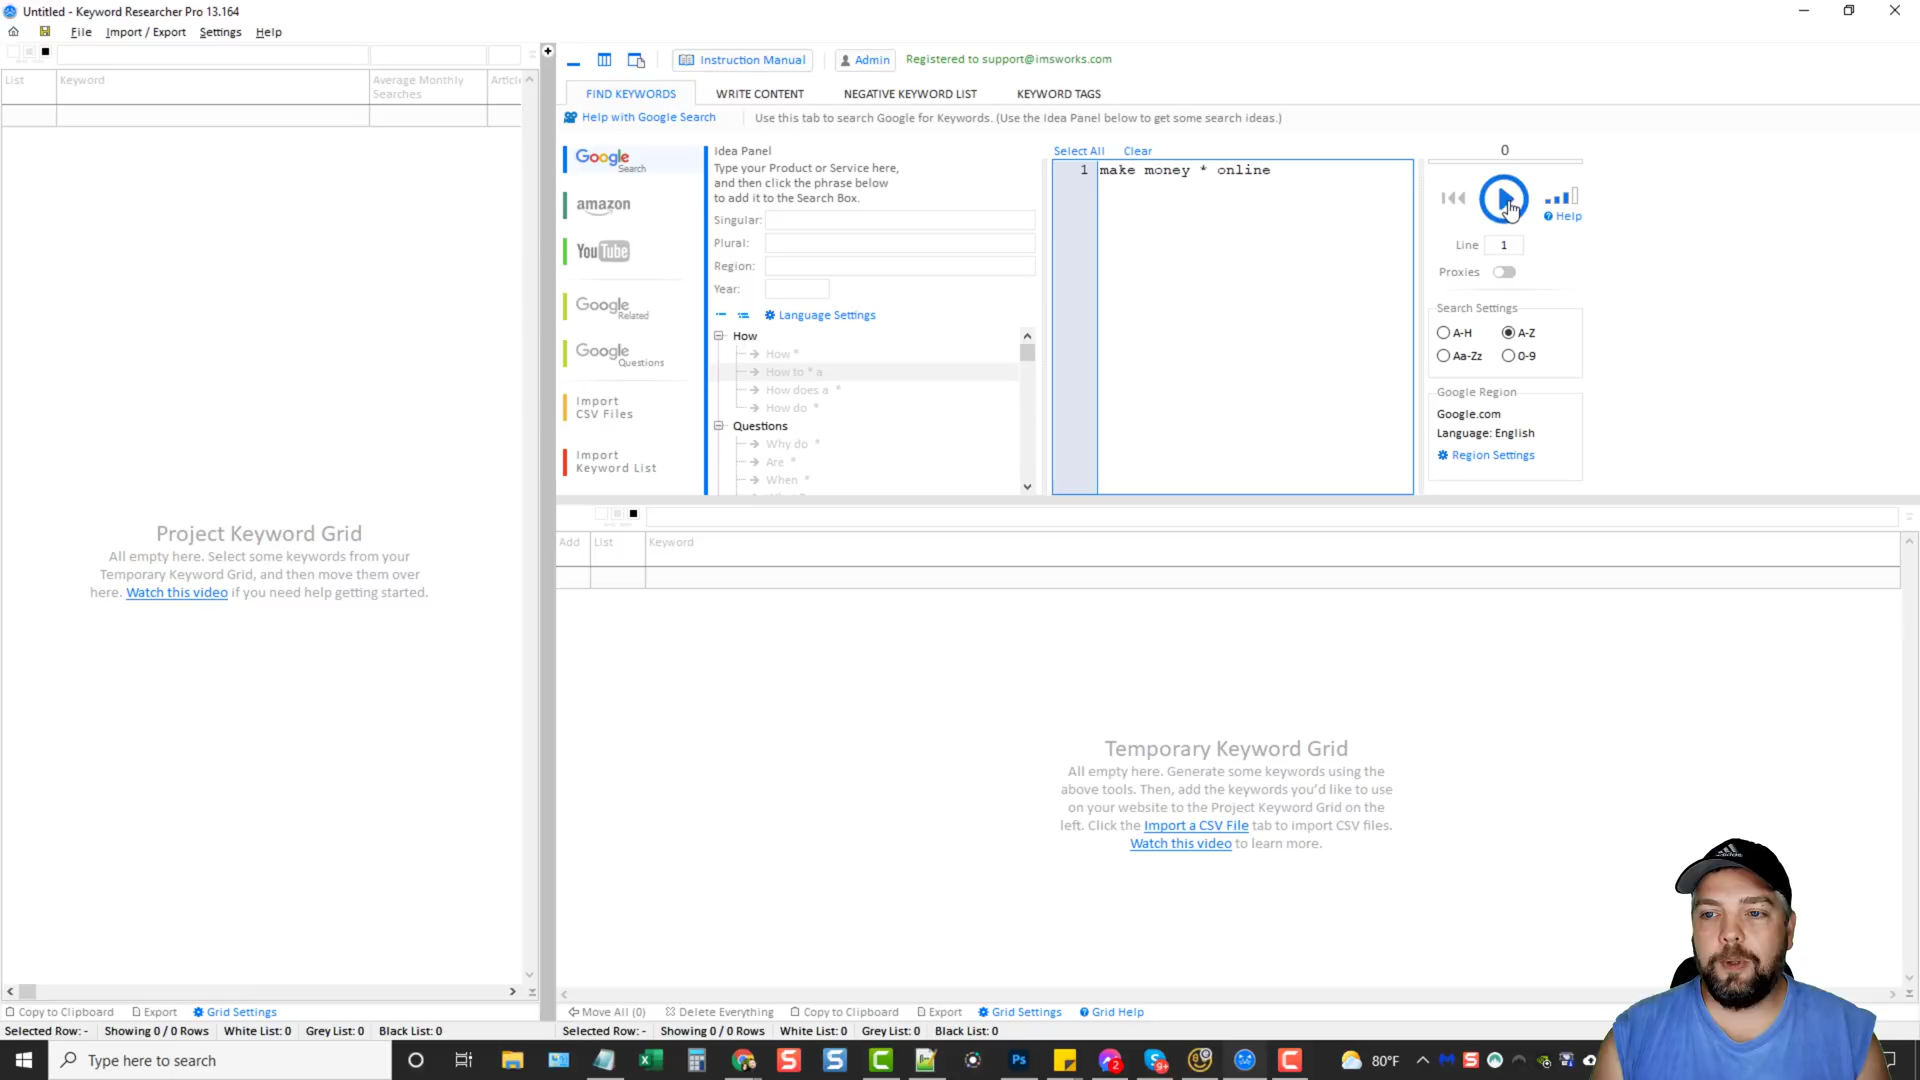 Untitled - Keyword Researcher Pro 13.164
File Import / Export Settings Help
List Keyword Average Monthly Searches
Instruction Manual Admin Registered to support@imsworks.com
FIND KEYWORDS WRITE CONTENT NEGATIVE KEYWORD LIST KEYWORD TAGS
Help with Google Search Use this tab to search Google for Keywords. (Use the Idea Panel below to get some search ideas.)
Google Search
amazon
YouTube
Google Related
Google Questions
Import CSV Files
Import Keyword List
Idea Panel
Type your Product or Service here,
and then click the phrase below
to add it to the Search Box.
Singular:
Plural:
Region:
Year:
Language Settings
How
How *
How to * a
How does a *
How do *
Questions
Why do *
Are *
When *
Select All Clear
1 make money * online
0
Help
Line 1
Proxies
Search Settings
A-H A-Z
Aa-Zz 0-9
Google Region
Google.com
Language: English
Region Settings
Project Keyword Grid
All empty here. Select some keywords from your
Temporary Keyword Grid, and then move them over
here. Watch this video if you need help getting started.
Add List Keyword
Temporary Keyword Grid
All empty here. Generate some keywords using the
above tools. Then, add the keywords you'd like to use
on your website to the Project Keyword Grid on the
left. Click the Import a CSV File tab to import CSV files.
Watch this video to learn more.
Copy to Clipboard Export Grid Settings
Selected Row: - Showing 0 / 0 Rows White List: 0 Grey List: 0 Black List: 0
Move All (0) Delete Everything Copy to Clipboard Export Grid Settings Grid Help
Selected Row: - Showing 0 / 0 Rows White List: 0 Grey List: 0 Black List: 0
Type here to search
80°F